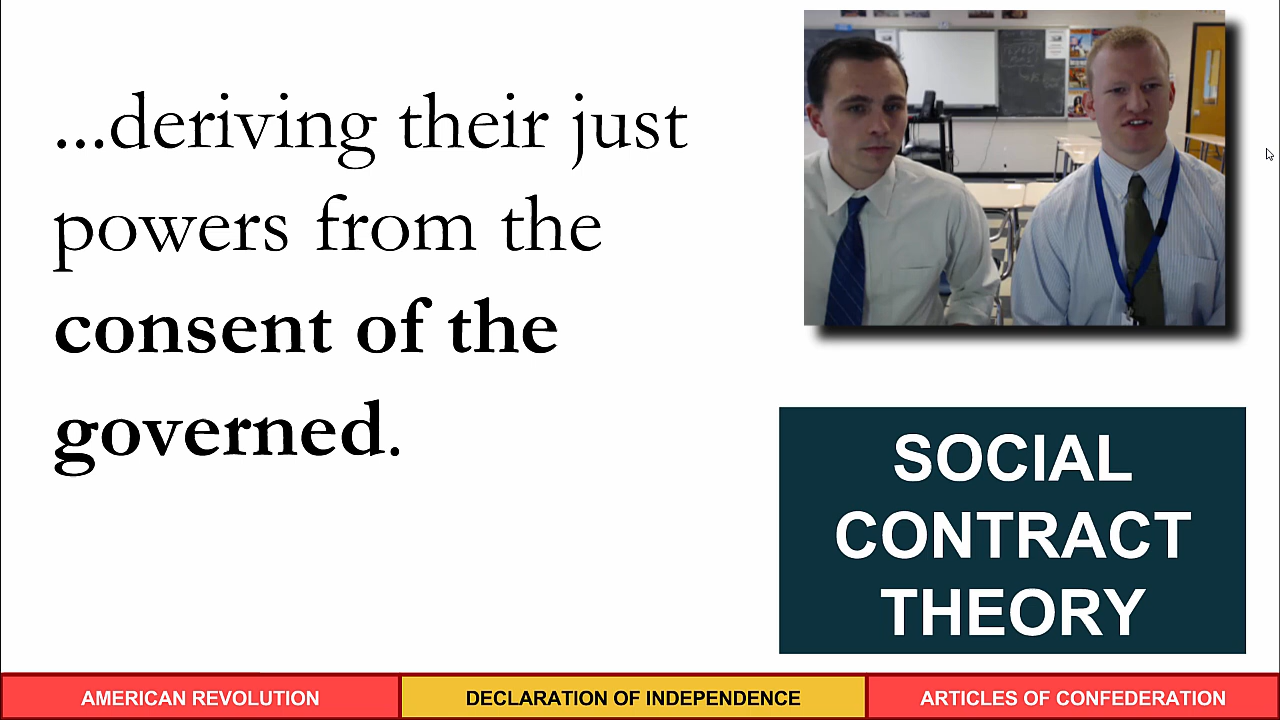 ...deriving their just
powers from the
consent of the
governed.
SOCIAL
CONTRACT
THEORY
AMERICAN REVOLUTION
DECLARATION OF INDEPENDENCE
ARTICLES OF CONFEDERATION